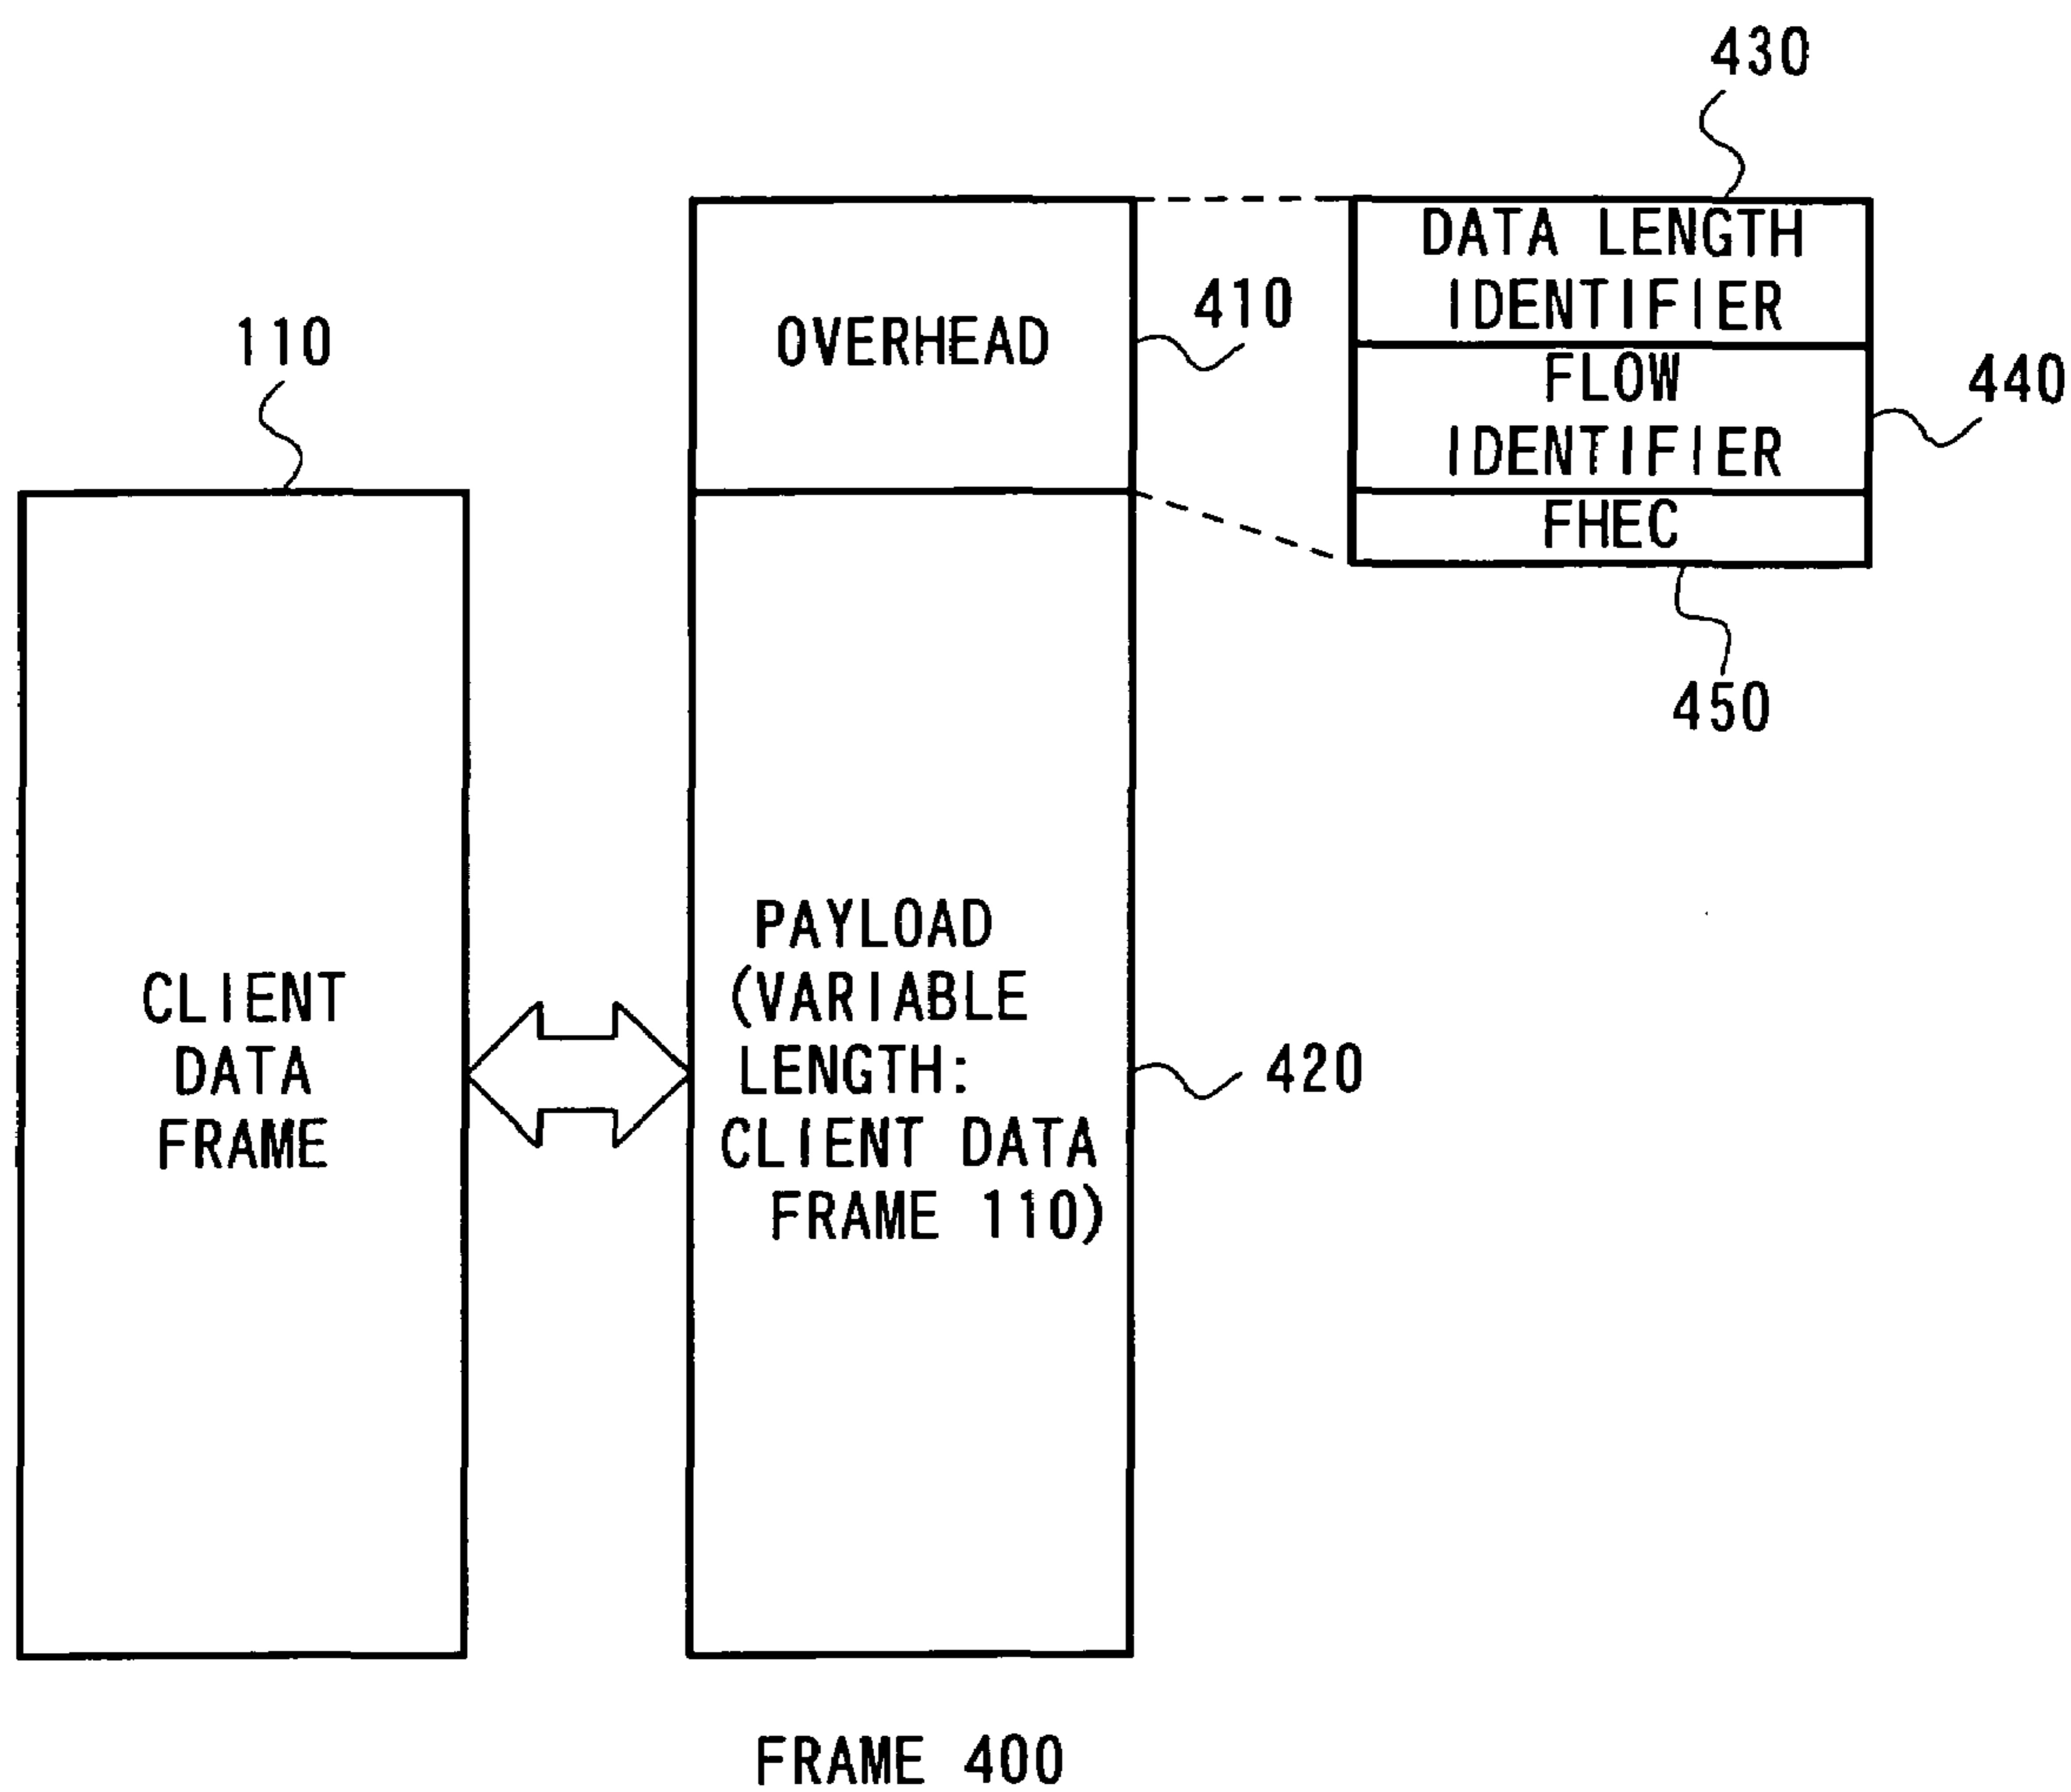 430
DATA LENGTH
IDENTIFIER
410
OVERHEAD
110
FLOW
IDENTIFIER
440
FHEC
450
PAYLOAD
(VARIABLE
LENGTH:
CLIENT DATA
FRAME 110)
CLIENT
DATA
FRAME
420
FRAME 400